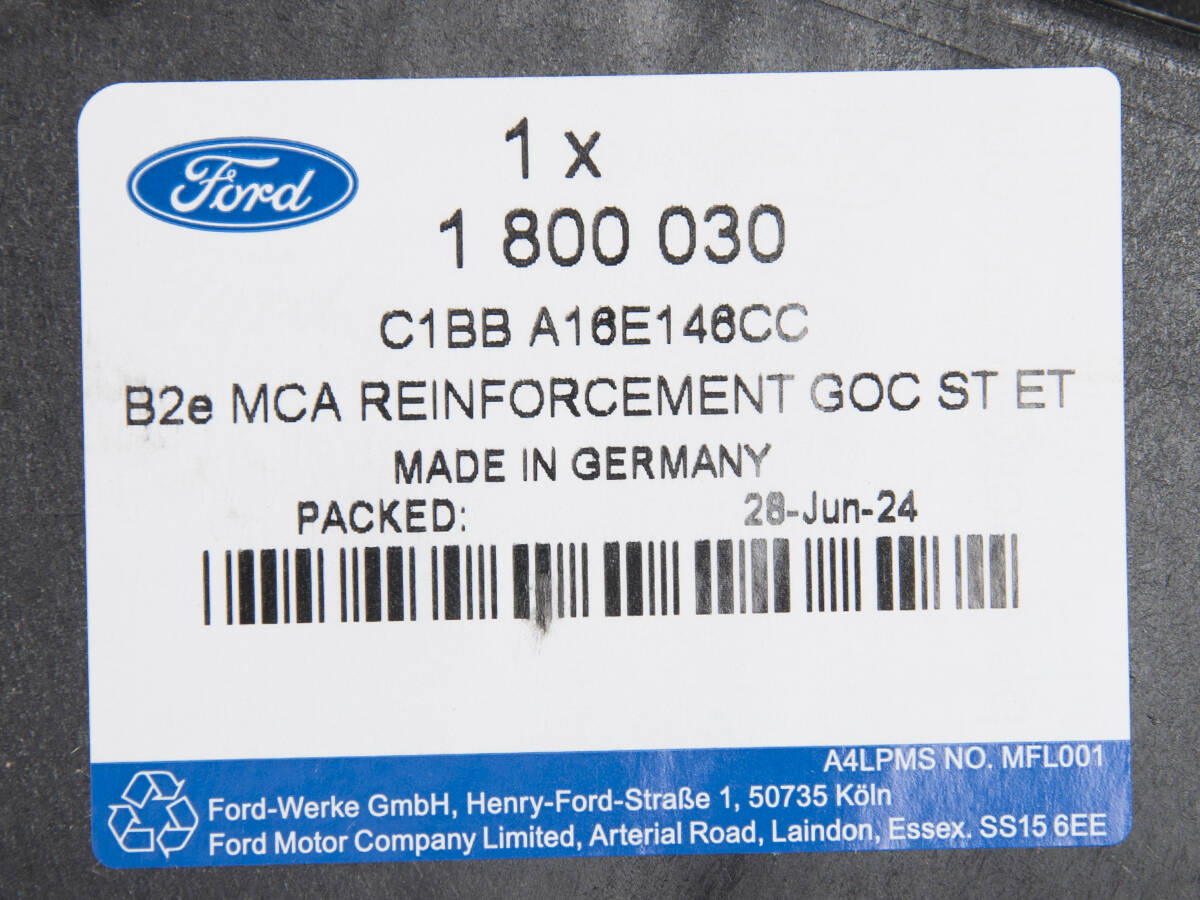 Ford
1 x
1 800 030
C1BB A16E146CC
B2e MCA REINFORCEMENT GOC ST ET
MADE IN GERMANY
PACKED: 28-Jun-24
A4LPMS NO. MFL001
Ford-Werke GmbH, Henry-Ford-Straße 1, 50735 Köln
Ford Motor Company Limited, Arterial Road, Laindon, Essex. SS15 6EE